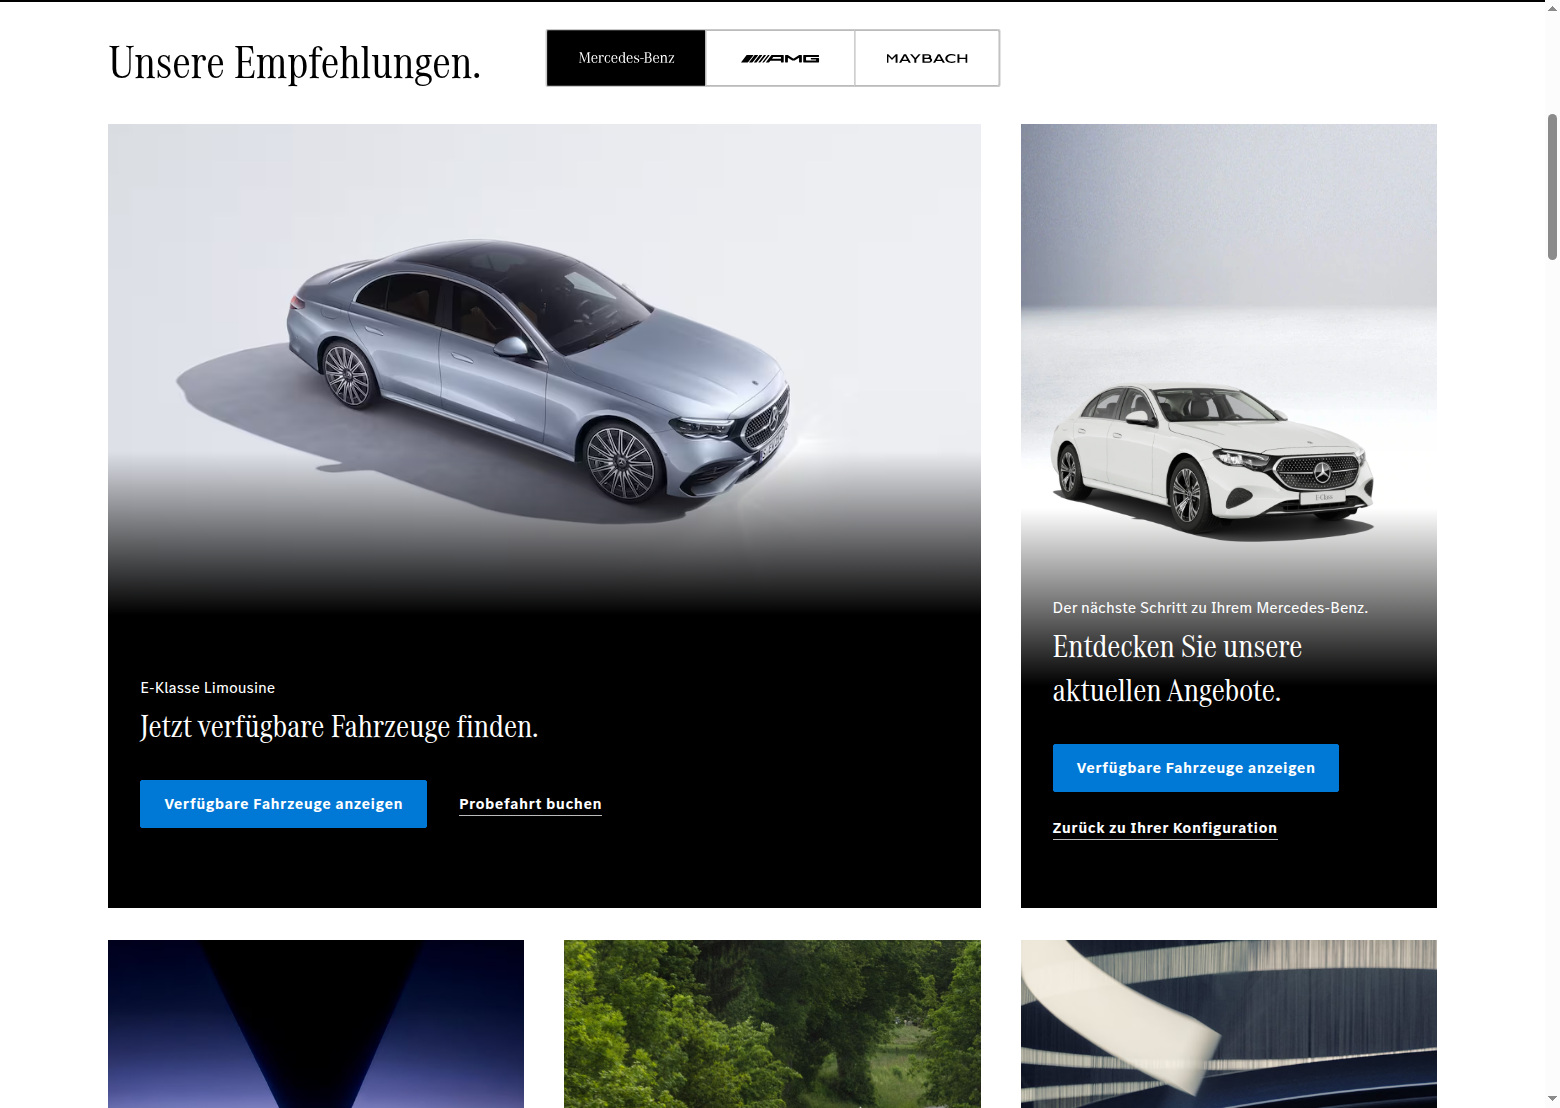 Unsere Empfehlungen.
Mercedes-Benz
AMG
MAYBACH
E-Klasse Limousine
Jetzt verfügbare Fahrzeuge finden.
Verfügbare Fahrzeuge anzeigen
Probefahrt buchen
Der nächste Schritt zu Ihrem Mercedes-Benz.
Entdecken Sie unsere
aktuellen Angebote.
Verfügbare Fahrzeuge anzeigen
Zurück zu Ihrer Konfiguration